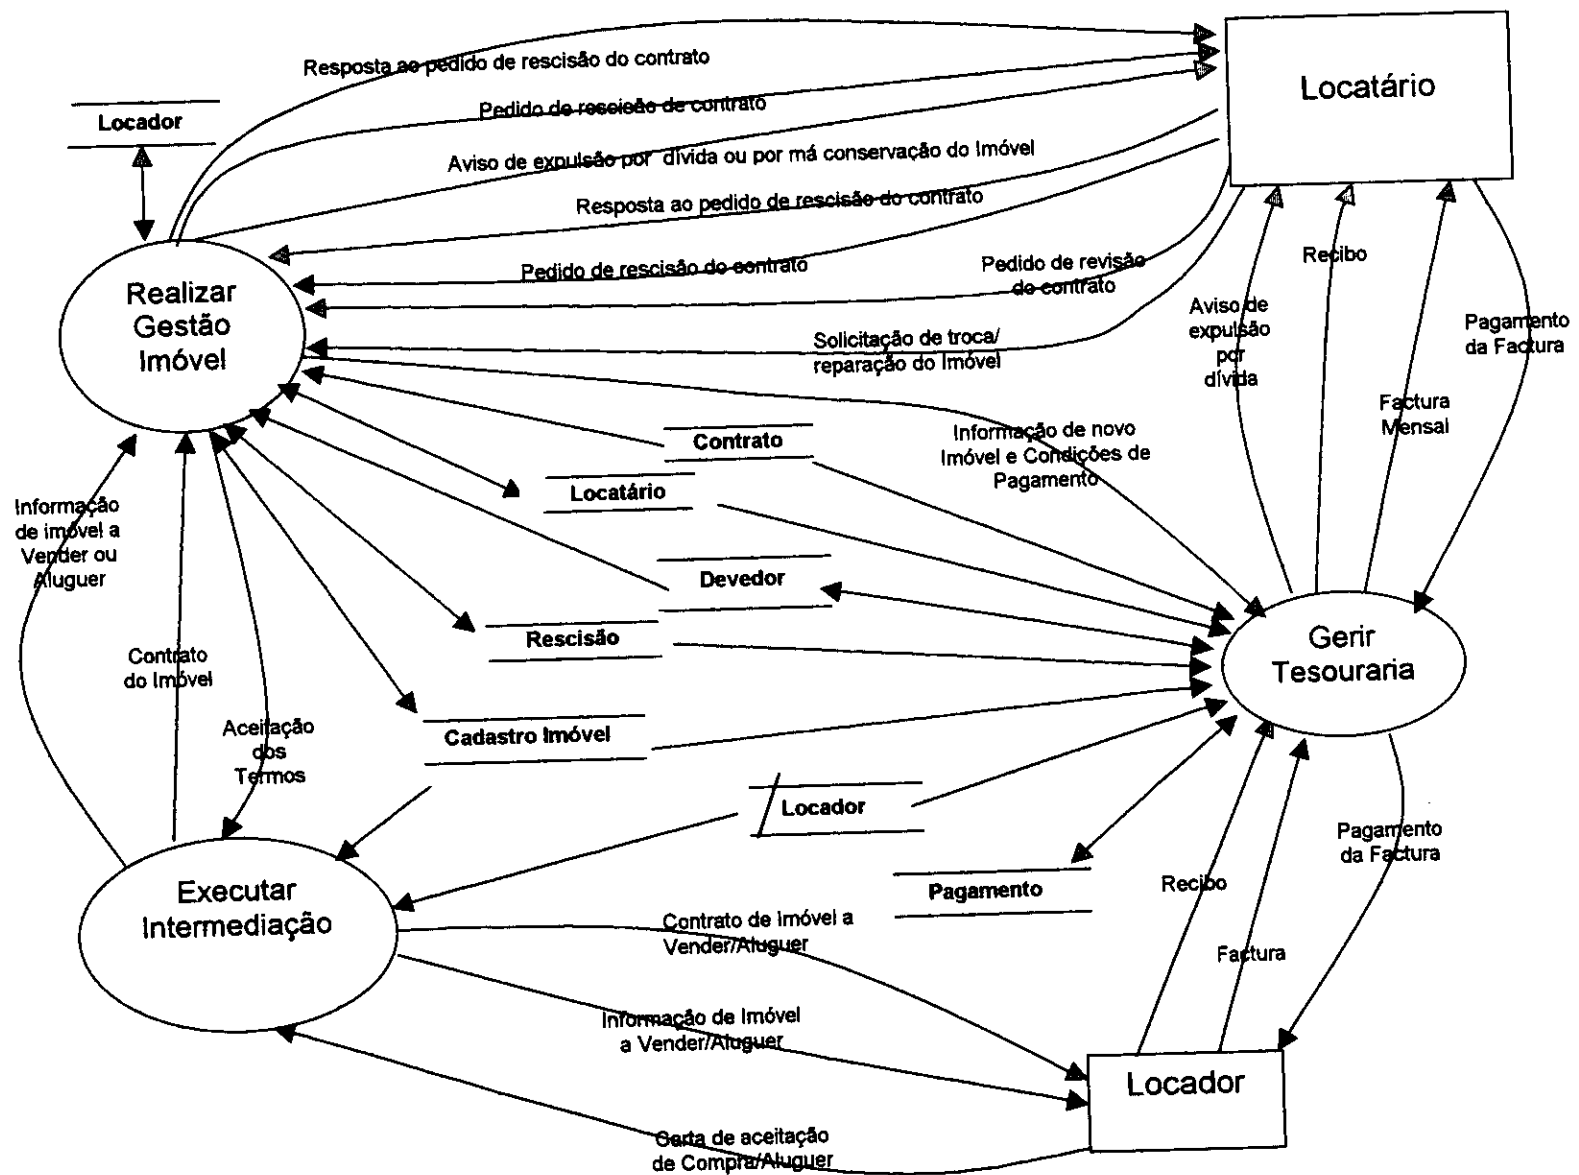 Resposta ao pedido de rescisão do contrato
Locatário
Pedido de rescisão de contrato
Locador
Aviso de expulsão por dívida ou por má conservação do Imóvel
Resposta ao pedido de rescisão do contrato
Pedido de rescisão do contrato
Pedido de revisão
do contrato
Recibo
Realizar
Gestão
Imóvel
Aviso de
expulsão
por
dívida
Pagamento
da Factura
Solicitação de troca/
reparação do Imóvel
Factura
Mensal
Contrato
Informação de novo
Imóvel e Condições de
Pagamento
Locatário
Informação
de imóvel a
Vender ou
Aluguer
Devedor
Rescisão
Gerir
Tesouraria
Contrato
do Imóvel
Aceitação
dos
Termos
Cadastro Imóvel
Locador
Pagamento
da Factura
Executar
Intermediação
Pagamento
Recibo
Contrato de Imóvel a
Vender/Aluguer
Factura
Informação de Imóvel
a Vender/Aluguer
Locador
Carta de aceitação
de Compra/Aluguer